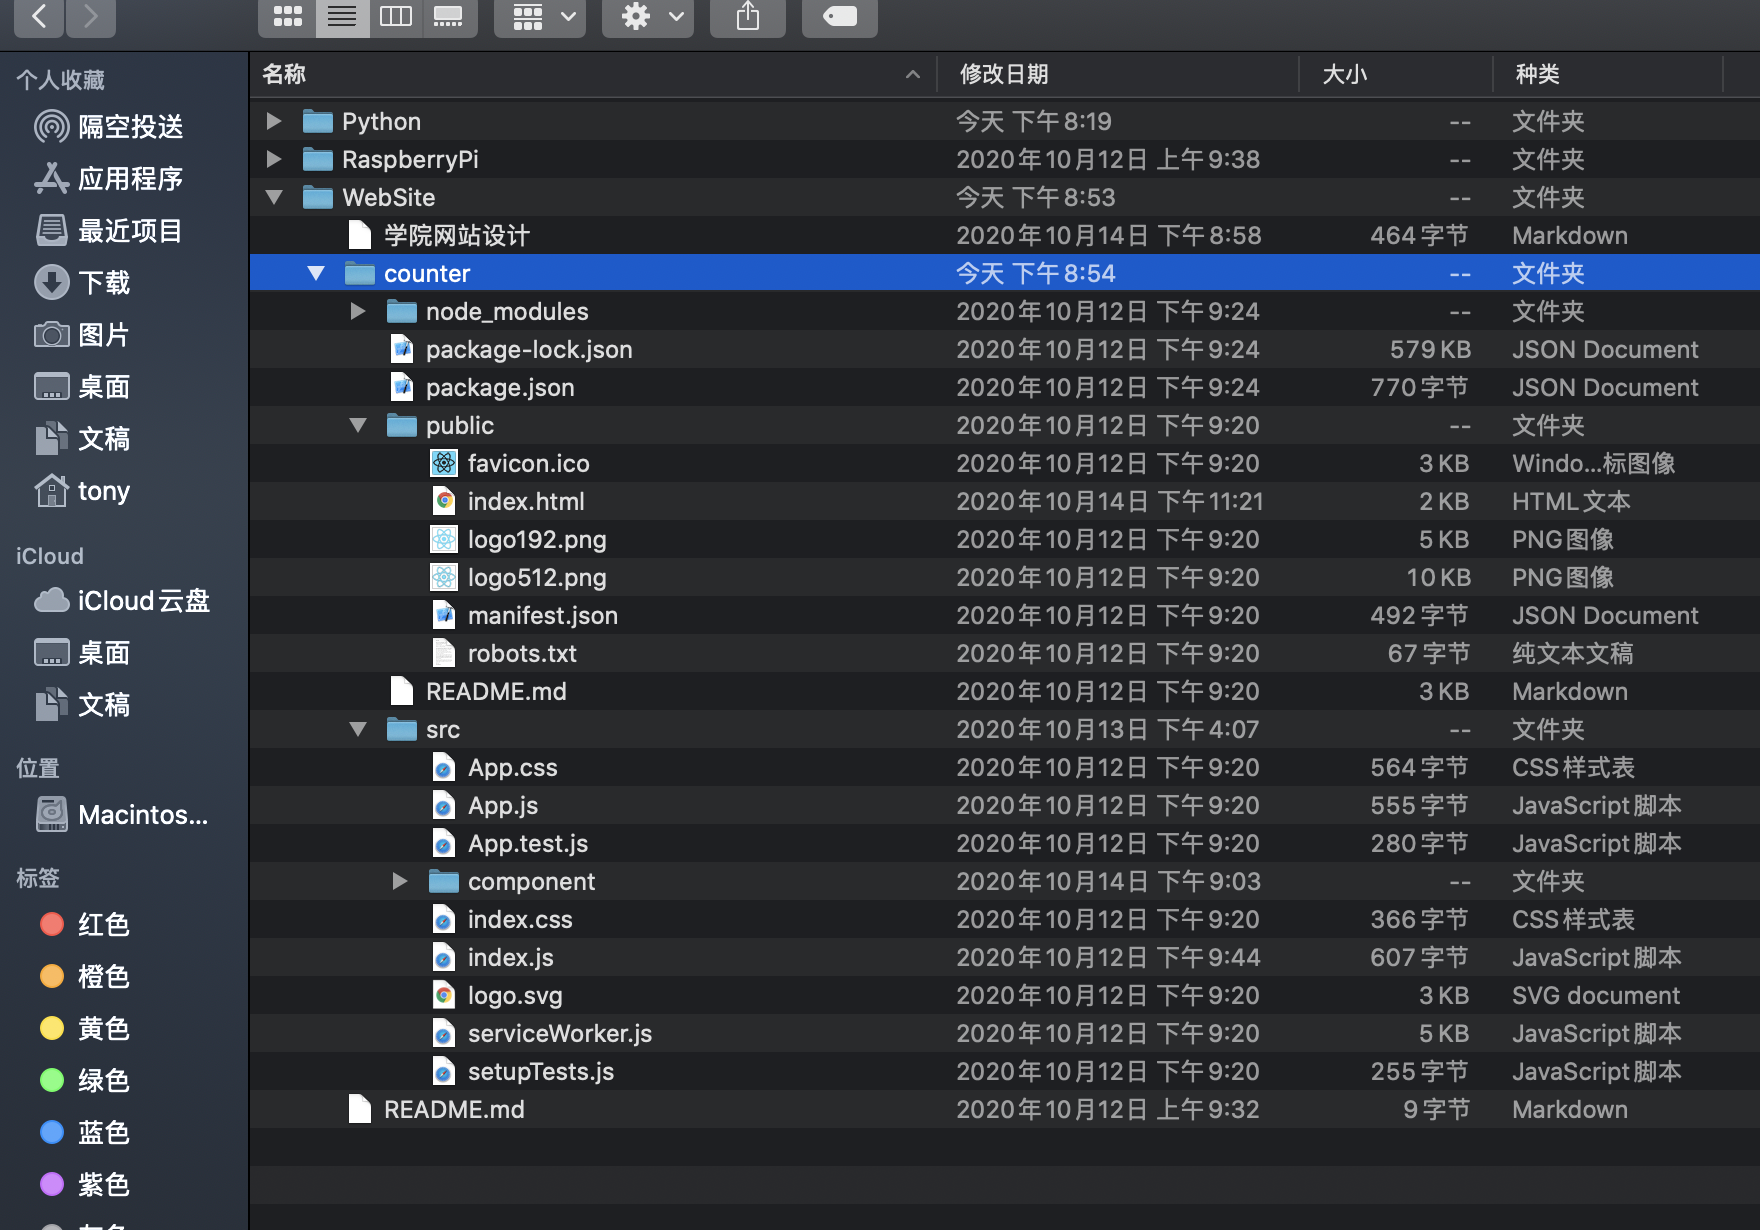 个人收藏
隔空投送
应用程序
最近项目
下载
图片
桌面
文稿
tony
iCloud
iCloud云盘
桌面
文稿
位置
Macintos...
标签
红色
橙色
黄色
绿色
蓝色
紫色
名称 修改日期 大小 种类
Python 今天 下午8:19 -- 文件夹
RaspberryPi 2020年10月12日 上午9:38 -- 文件夹
WebSite 今天 下午8:53 -- 文件夹
学院网站设计 2020年10月14日 下午8:58 464字节 Markdown
counter 今天 下午8:54 -- 文件夹
node_modules 2020年10月12日 下午9:24 -- 文件夹
package-lock.json 2020年10月12日 下午9:24 579 KB JSON Document
package.json 2020年10月12日 下午9:24 770字节 JSON Document
public 2020年10月12日 下午9:20 -- 文件夹
favicon.ico 2020年10月12日 下午9:20 3 KB Windo...标图像
index.html 2020年10月14日 下午11:21 2 KB HTML文本
logo192.png 2020年10月12日 下午9:20 5 KB PNG图像
logo512.png 2020年10月12日 下午9:20 10 KB PNG图像
manifest.json 2020年10月12日 下午9:20 492字节 JSON Document
robots.txt 2020年10月12日 下午9:20 67字节 纯文本文稿
README.md 2020年10月12日 下午9:20 3 KB Markdown
src 2020年10月13日 下午4:07 -- 文件夹
App.css 2020年10月12日 下午9:20 564字节 CSS样式表
App.js 2020年10月12日 下午9:20 555字节 JavaScript脚本
App.test.js 2020年10月12日 下午9:20 280字节 JavaScript脚本
component 2020年10月14日 下午9:03 -- 文件夹
index.css 2020年10月12日 下午9:20 366字节 CSS样式表
index.js 2020年10月12日 下午9:44 607字节 JavaScript脚本
logo.svg 2020年10月12日 下午9:20 3 KB SVG document
serviceWorker.js 2020年10月12日 下午9:20 5 KB JavaScript脚本
setupTests.js 2020年10月12日 下午9:20 255字节 JavaScript脚本
README.md 2020年10月12日 上午9:32 9字节 Markdown